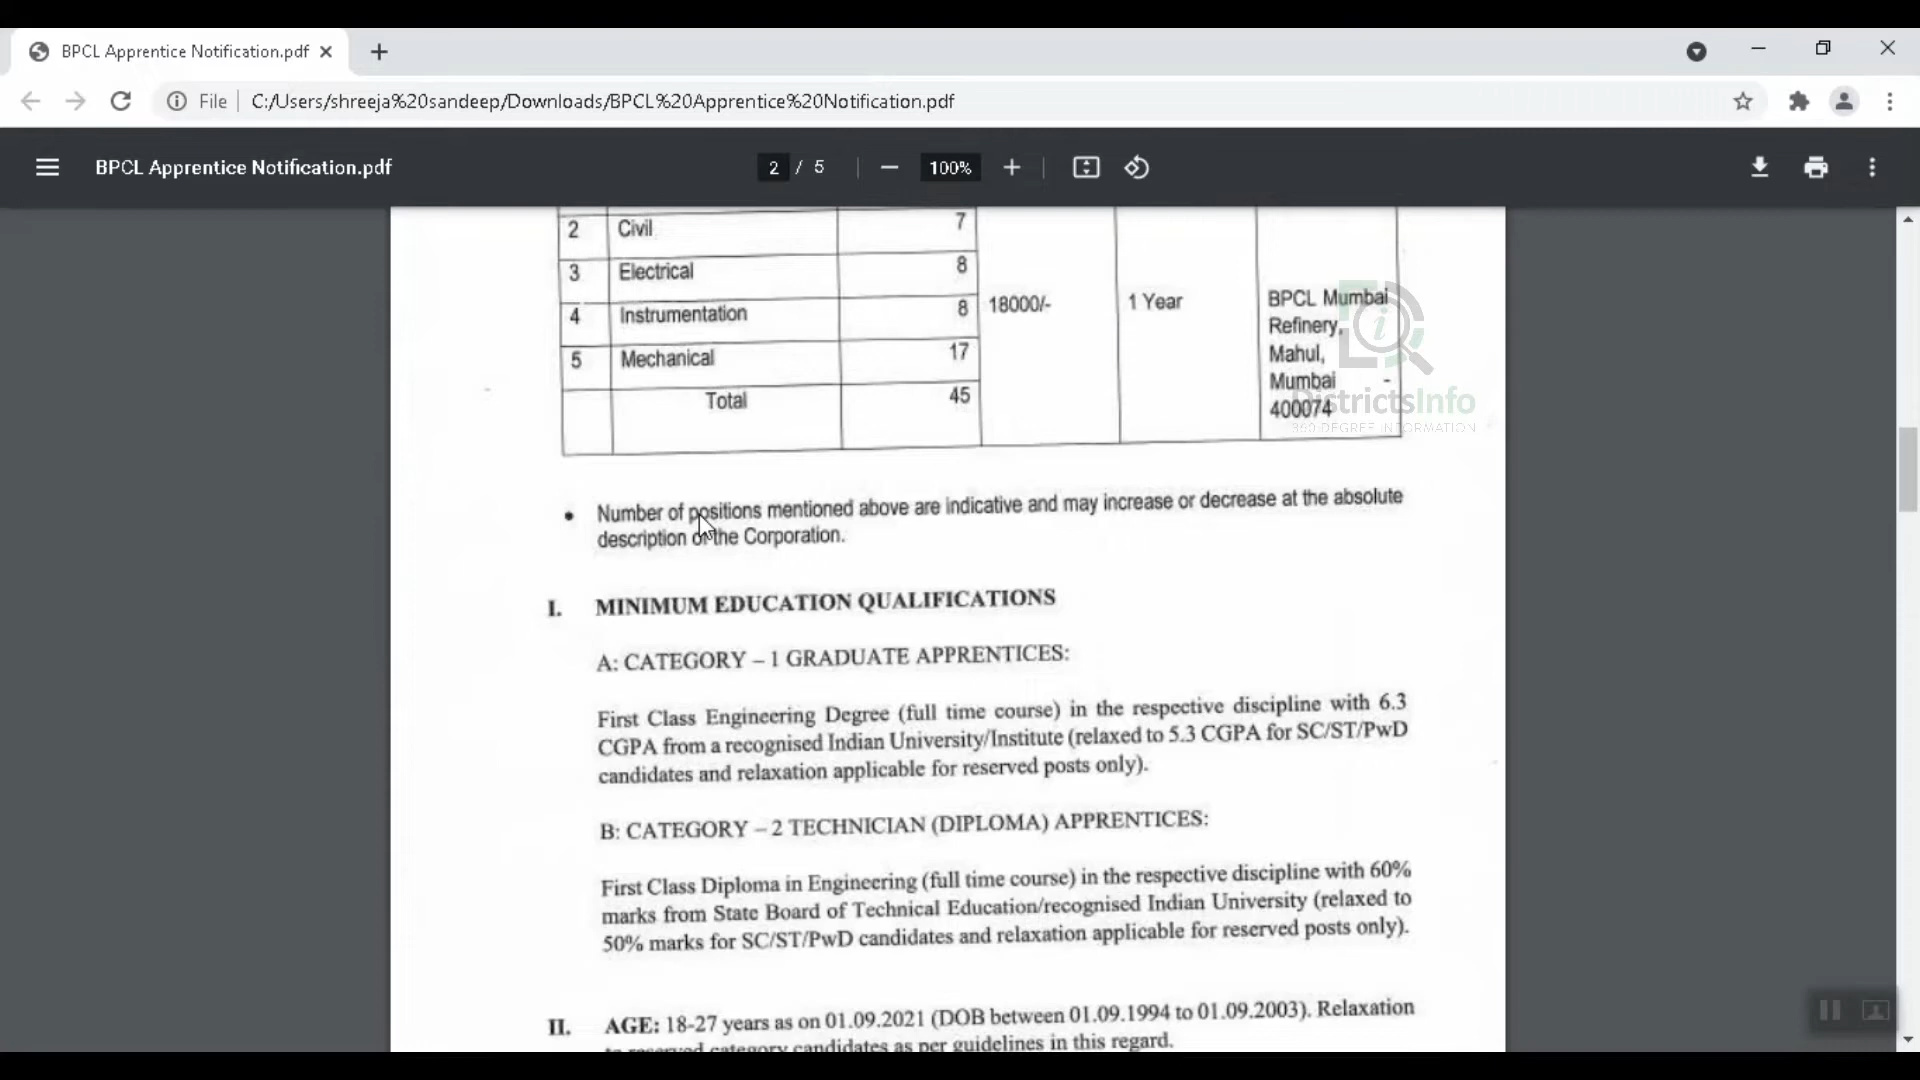 BPCL Apprentice Notification.pdf
File C:/Users/shreeja%20sandeep/Downloads/BPCL%20Apprentice%20Notification.pdf
BPCL Apprentice Notification.pdf 2 / 5 100%
2 Civil 7
3 Electrical 8
4 Instrumentation 8
5 Mechanical 17
Total 45
18000/-
1 Year
BPCL Mumbai
Refinery,
Mahul,
Mumbai -
400074
DistrictsInfo
360 DEGREE INFORMATION
• Number of positions mentioned above are indicative and may increase or decrease at the absolute
description of the Corporation.
I. MINIMUM EDUCATION QUALIFICATIONS
A: CATEGORY – 1 GRADUATE APPRENTICES:
First Class Engineering Degree (full time course) in the respective discipline with 6.3
CGPA from a recognised Indian University/Institute (relaxed to 5.3 CGPA for SC/ST/PwD
candidates and relaxation applicable for reserved posts only).
B: CATEGORY – 2 TECHNICIAN (DIPLOMA) APPRENTICES:
First Class Diploma in Engineering (full time course) in the respective discipline with 60%
marks from State Board of Technical Education/recognised Indian University (relaxed to
50% marks for SC/ST/PwD candidates and relaxation applicable for reserved posts only).
II. AGE: 18-27 years as on 01.09.2021 (DOB between 01.09.1994 to 01.09.2003). Relaxation
to reserved category candidates as per guidelines in this regard.